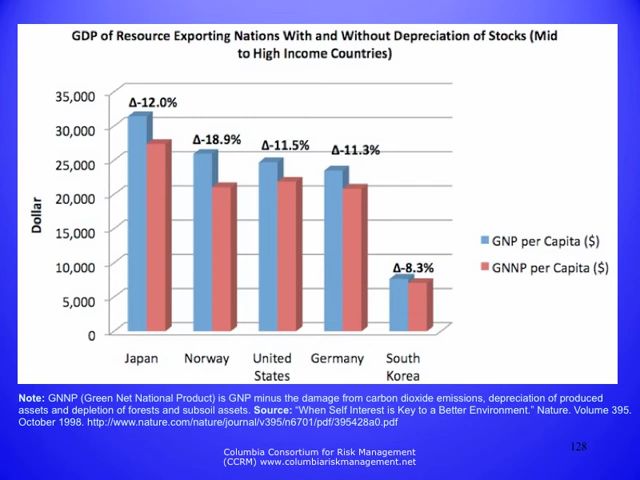 GDP of Resource Exporting Nations With and Without Depreciation of Stocks (Mid
to High Income Countries)
35,000
30,000
25,000
20,000
15,000
10,000
5,000
0
Dollar
Δ-12.0%
Δ-18.9%
Δ-11.5%
Δ-11.3%
Δ-8.3%
Japan
Norway
United
States
Germany
South
Korea
GNP per Capita ($)
GNNP per Capita ($)
Note: GNNP (Green Net National Product) is GNP minus the damage from carbon dioxide emissions, depreciation of produced
assets and depletion of forests and subsoil assets. Source: “When Self Interest is Key to a Better Environment.” Nature. Volume 395.
October 1998. http://www.nature.com/nature/journal/v395/n6701/pdf/395428a0.pdf
128
Columbia Consortium for Risk Management
(CCRM) www.columbiariskmanagement.net